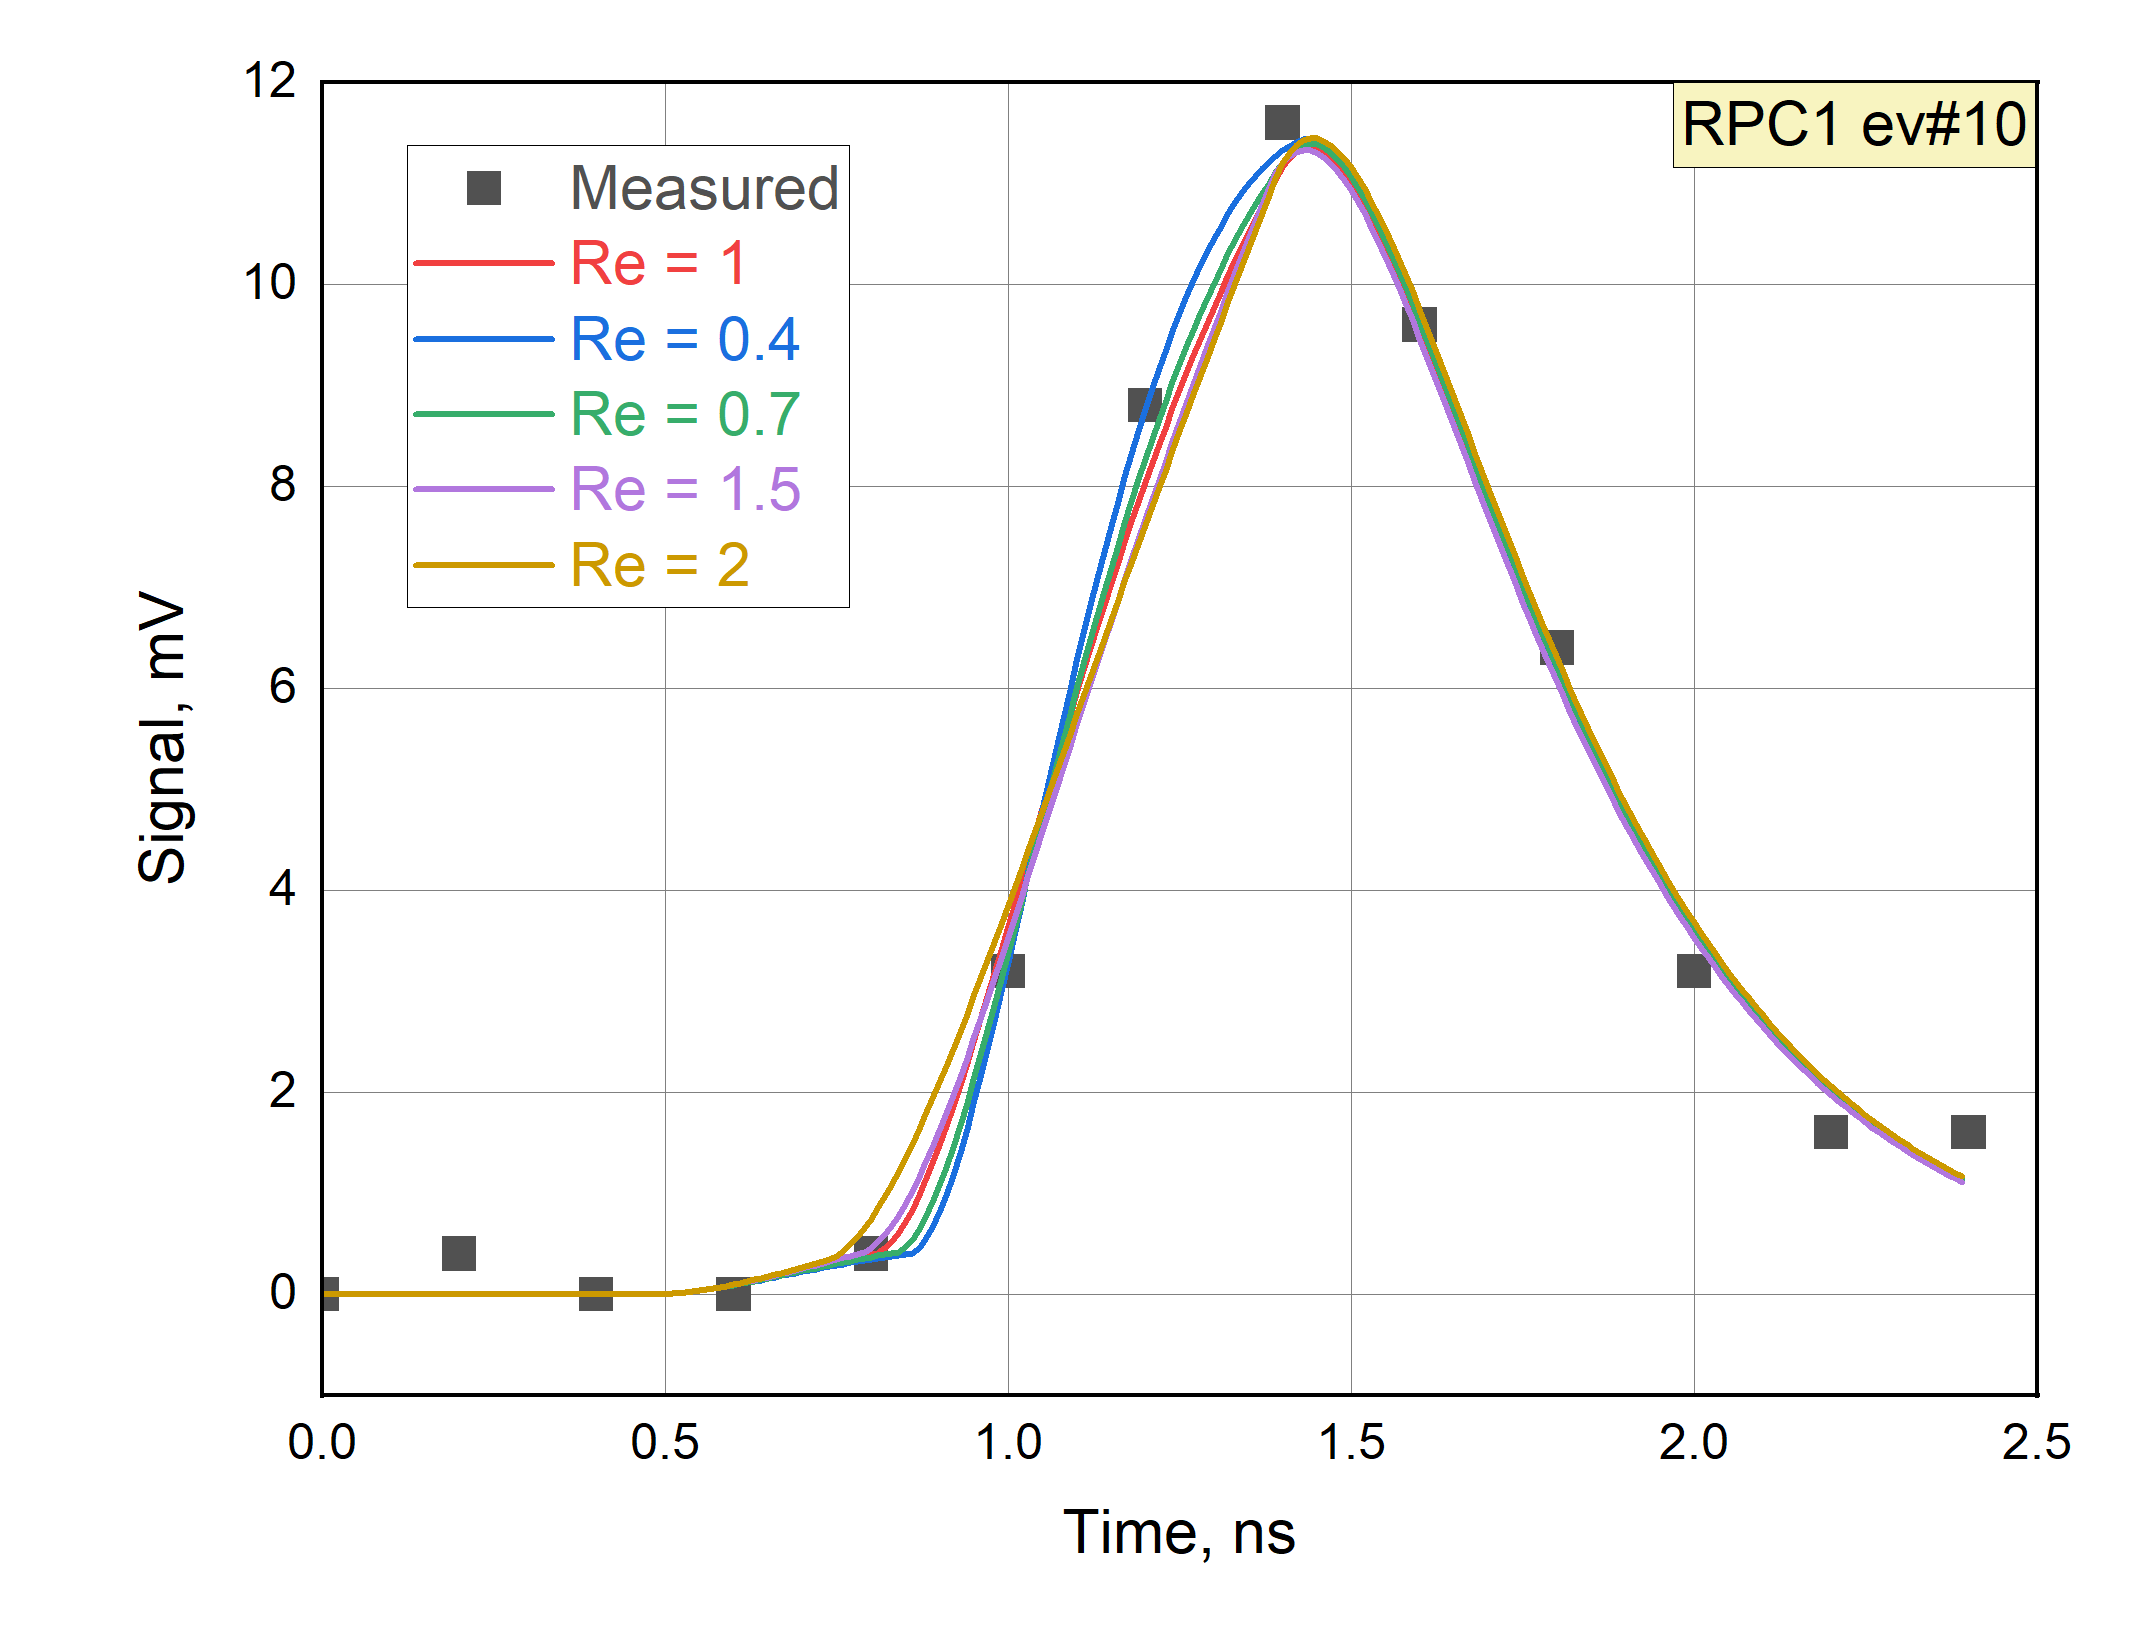 12
10
8
6
4
2
0
Signal, mV
RPC1 ev#10
Measured
Re = 1
Re = 0.4
Re = 0.7
Re = 1.5
Re = 2
0.0 0.5 1.0 1.5 2.0 2.5
Time, ns